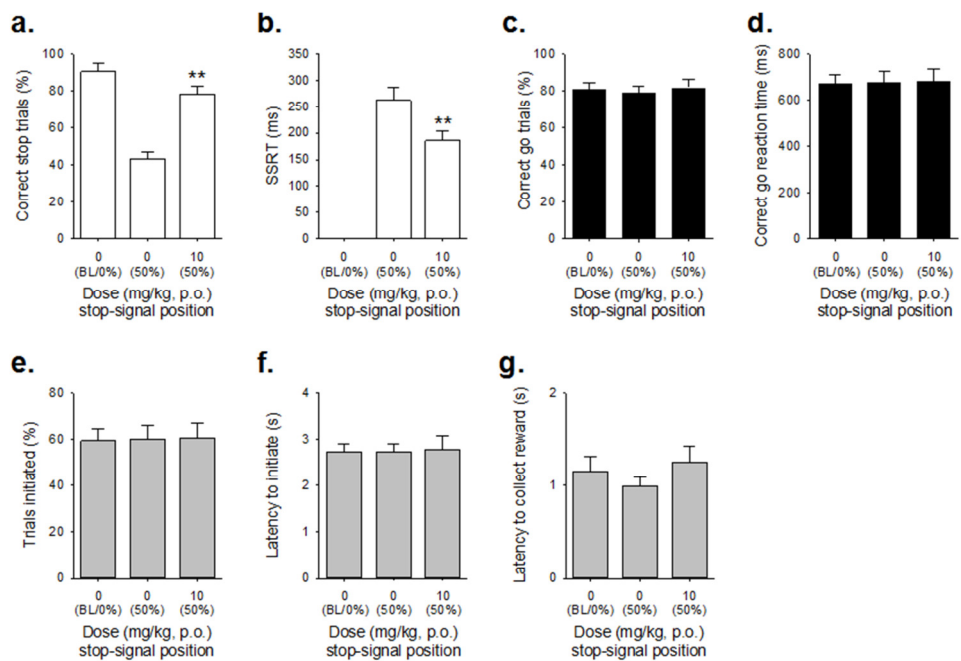 a.
Correct stop trials (%)
100
80
60
40
20
0
**
0 0 10
(BL/0%) (50%) (50%)
Dose (mg/kg, p.o.)
stop-signal position
b.
SSRT (ms)
350
300
250
200
150
100
50
0
**
0 0 10
(BL/0%) (50%) (50%)
Dose (mg/kg, p.o.)
stop-signal position
c.
Correct go trials (%)
100
80
60
40
20
0
0 0 10
(BL/0%) (50%) (50%)
Dose (mg/kg, p.o.)
stop-signal position
d.
Correct go reaction time (ms)
800
600
400
200
0
0 0 10
(BL/0%) (50%) (50%)
Dose (mg/kg, p.o.)
stop-signal position
e.
Trials initiated (%)
80
60
40
20
0
0 0 10
(BL/0%) (50%) (50%)
Dose (mg/kg, p.o.)
stop-signal position
f.
Latency to initiate (s)
4
3
2
1
0
0 0 10
(BL/0%) (50%) (50%)
Dose (mg/kg, p.o.)
stop-signal position
g.
Latency to collect reward (s)
2
1
0
0 0 10
(BL/0%) (50%) (50%)
Dose (mg/kg, p.o.)
stop-signal position